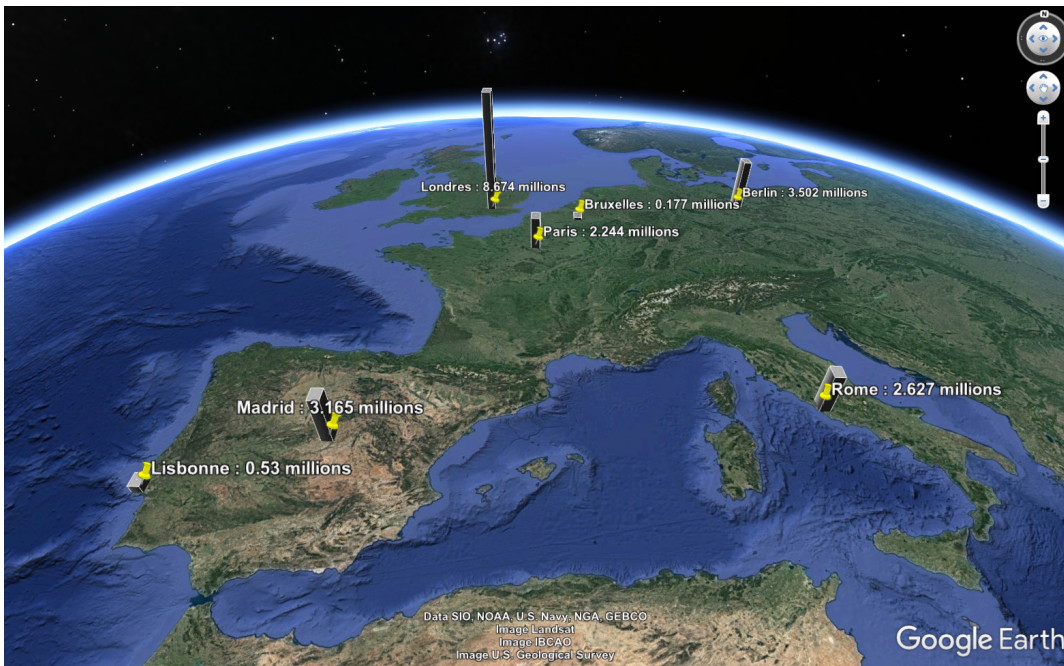 N
Londres : 8.674 millions
Berlin : 3.502 millions
Bruxelles : 0.177 millions
Paris : 2.244 millions
Rome : 2.627 millions
Madrid : 3.165 millions
Lisbonne : 0.53 millions
Data SIO, NOAA, U.S. Navy, NGA, GEBCO
Image Landsat
Image IBCAO
Image U.S. Geological Survey
Google Earth